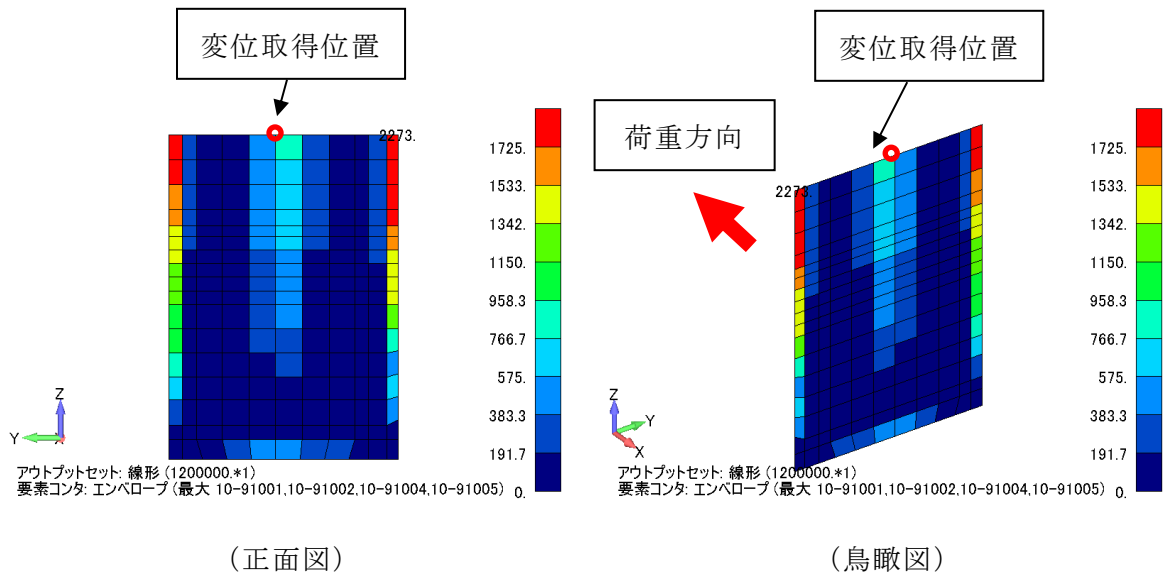 変位取得位置
2273.
1725.
1533.
1342.
1150.
958.3
766.7
575.
383.3
191.7
0.
Z
Y
X
アウトプットセット: 線形 (1200000.*1)
要素コンタ: エンベロープ (最大 10-91001,10-91002,10-91004,10-91005)
(正面図)
変位取得位置
荷重方向
2273.
1725.
1533.
1342.
1150.
958.3
766.7
575.
383.3
191.7
0.
Z
Y
X
アウトプットセット: 線形 (1200000.*1)
要素コンタ: エンベロープ (最大 10-91001,10-91002,10-91004,10-91005)
(鳥瞰図)